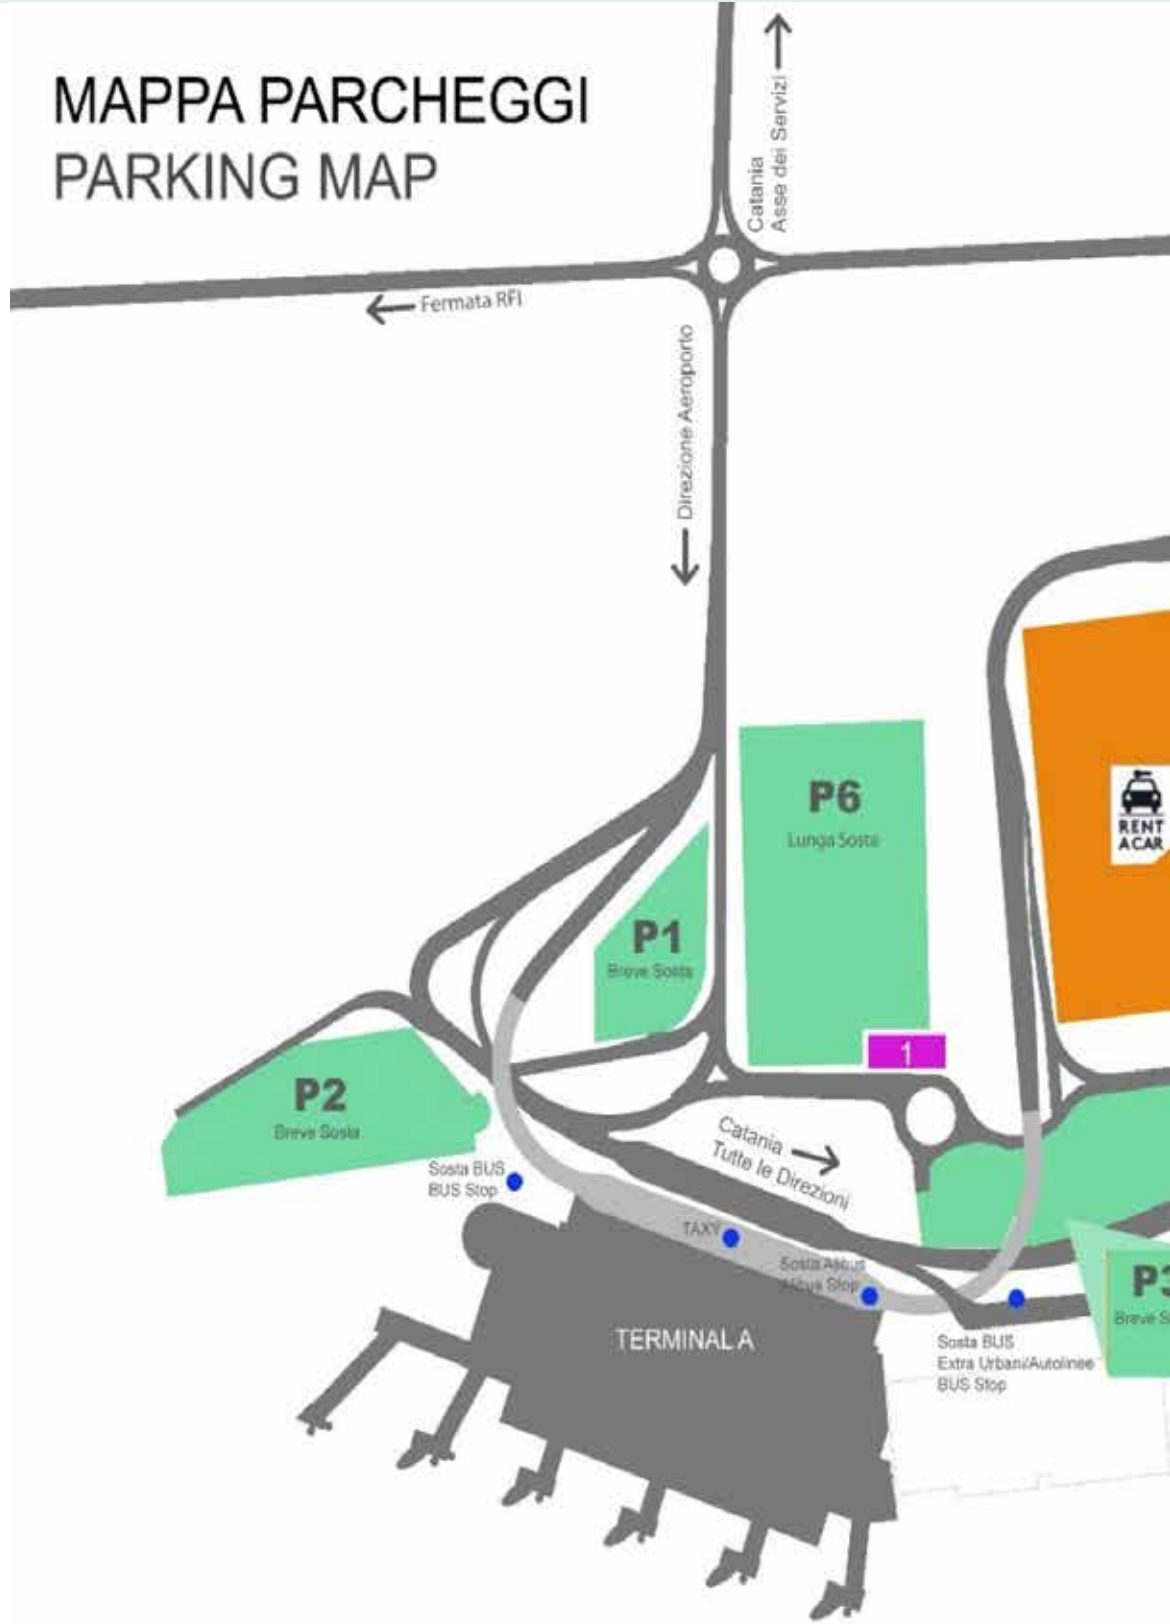 MAPPA PARCHEGGI
PARKING MAP
Catania
Asse dei Servizi
Fermata RFI
Direzione Aeroporto
P6
Lunga Sosta
RENT
A CAR
P1
Breve Sosta
1
P2
Breve Sosta
Catania
Tutte le Direzioni
Sosta BUS
BUS Stop
TAXY
Sosta Alibus
Alibus Stop
P3
Breve S
TERMINAL A
Sosta BUS
Extra Urbani/Autolinee
BUS Stop